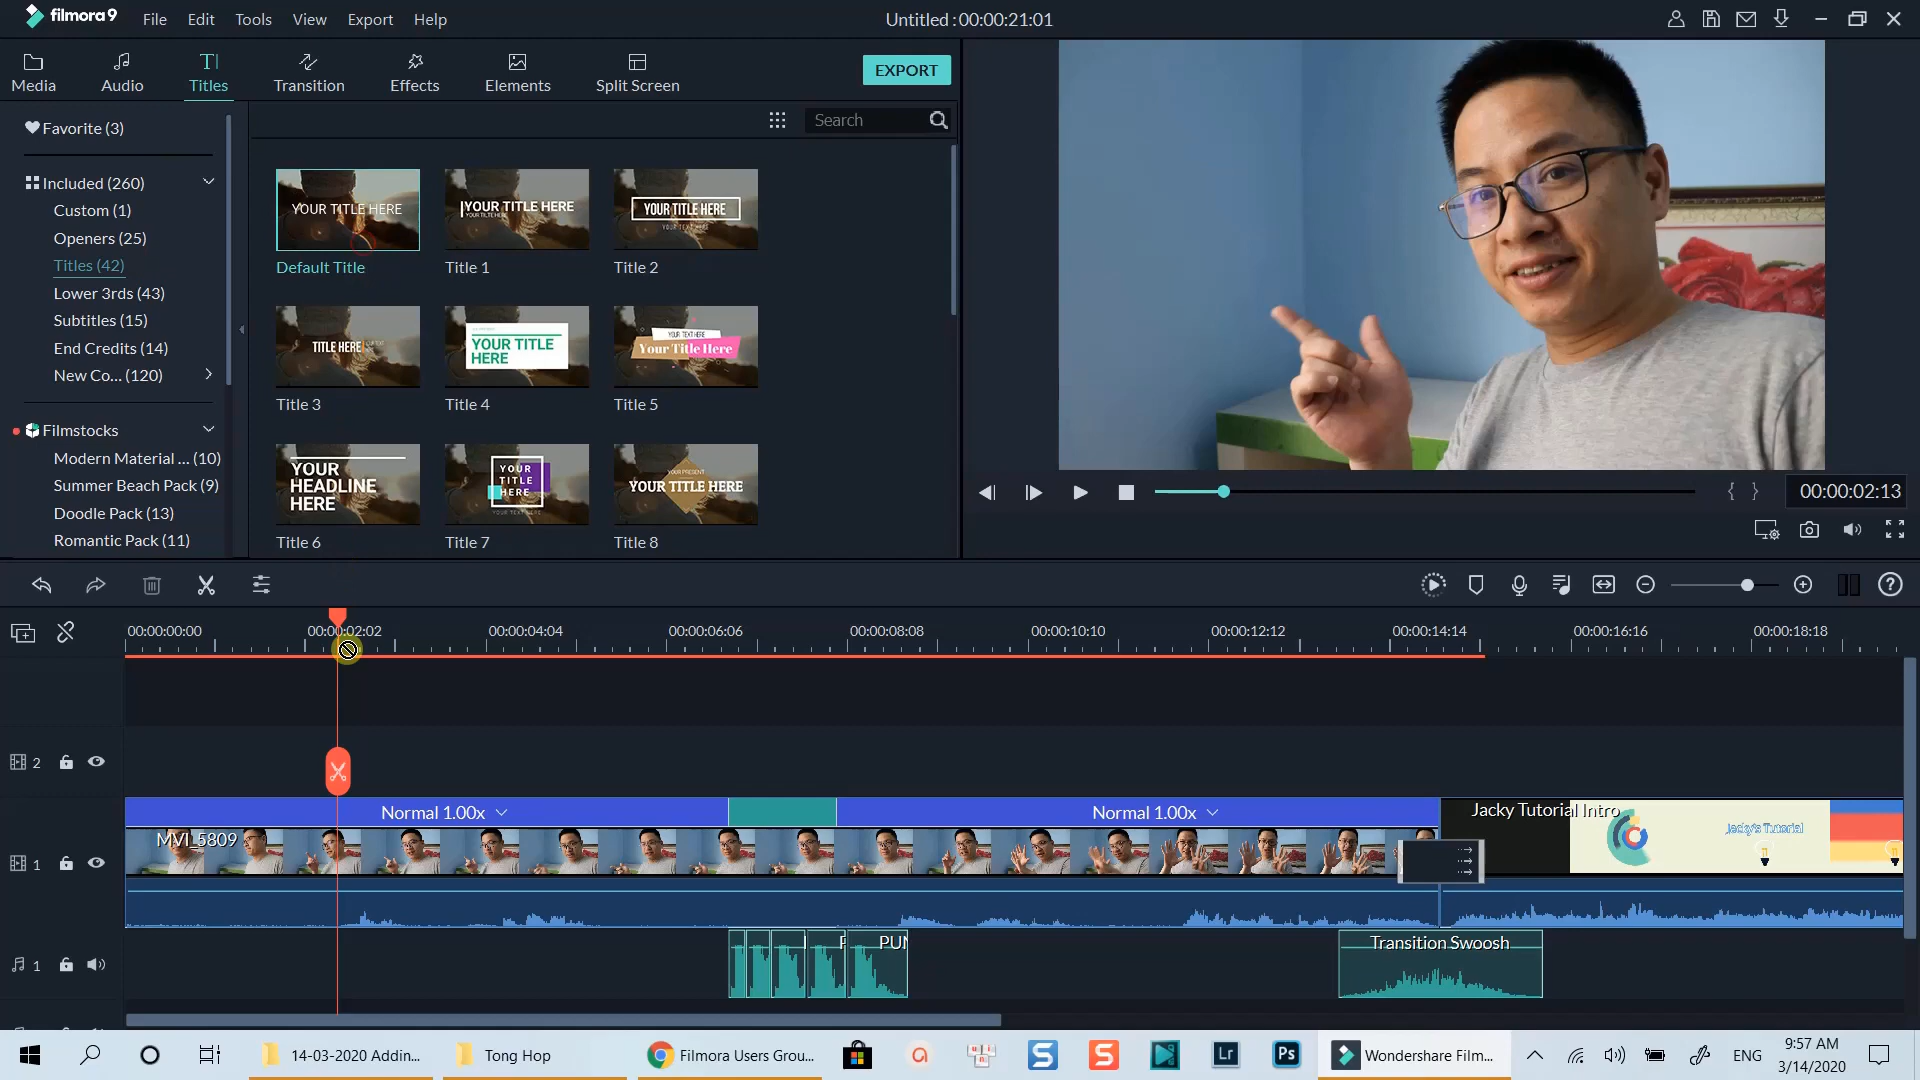 filmora9 File Edit Tools View Export Help
Untitled : 00:00:21:01
Media Audio Titles Transition Effects Elements Split Screen
EXPORT
Search
Favorite (3)
Included (260)
Custom (1)
Openers (25)
Titles (42)
Lower 3rds (43)
Subtitles (15)
End Credits (14)
New Co... (120)
Filmstocks
Modern Material ... (10)
Summer Beach Pack (9)
Doodle Pack (13)
Romantic Pack (11)
YOUR TITLE HERE
Default Title
YOUR TITLE HERE
Title 1
YOUR TITLE HERE
Title 2
TITLE HERE
Title 3
YOUR TITLE
HERE
Title 4
YOUR TEXT HERE
Your Title Here
Title 5
YOUR
HEADLINE
HERE
Title 6
YOUR
TITLE
HERE
Title 7
YOUR PRESENT
YOUR TITLE HERE
Title 8
00:00:02:13
00:00:00:00 00:00:02:02 00:00:04:04 00:00:06:06 00:00:08:08 00:00:10:10 00:00:12:12 00:00:14:14 00:00:16:16 00:00:18:18
2
Normal 1.00x Normal 1.00x
MVI_5809
Jacky Tutorial Intro
Jacky's Tutorial
1
PUN
Transition Swoosh
1
14-03-2020 Addin...
Tong Hop
Filmora Users Grou...
Lr
Ps
Wondershare Film...
ENG
9:57 AM
3/14/2020